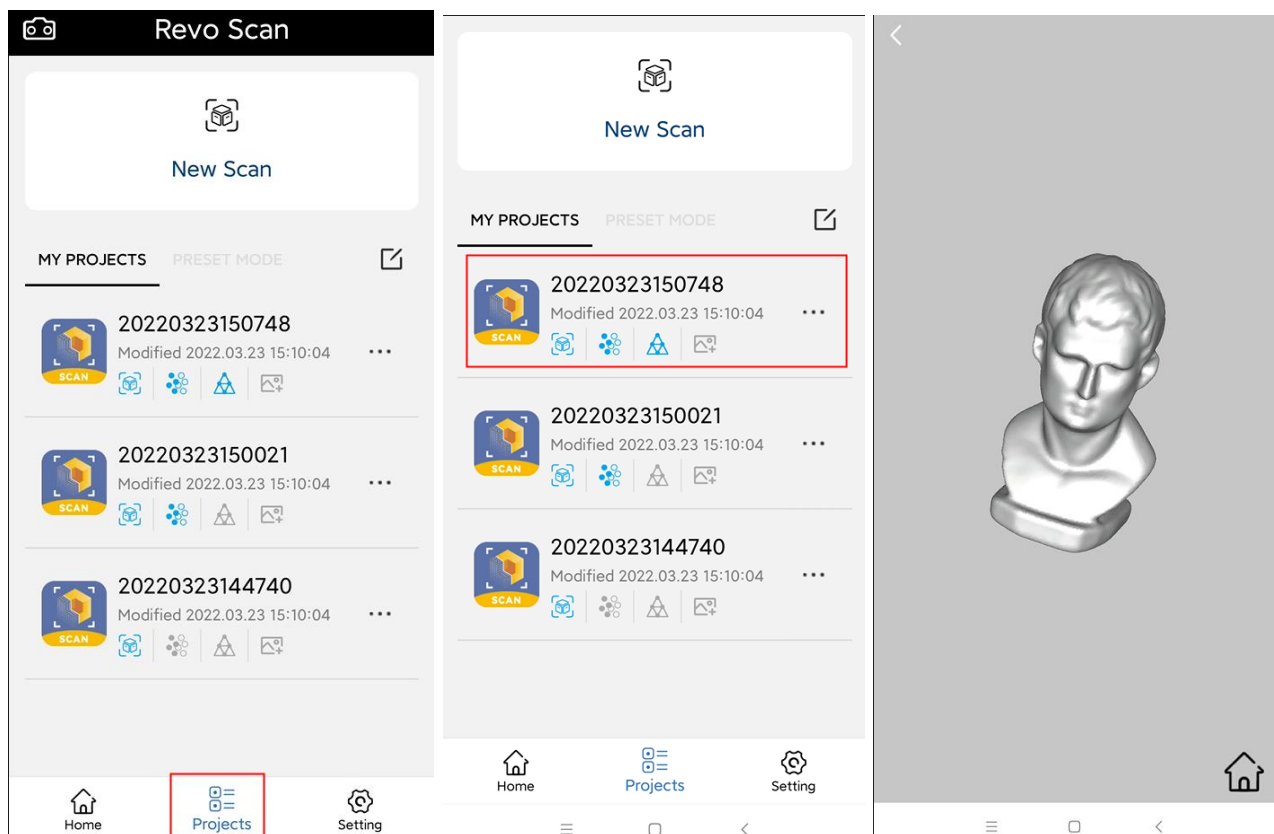 Revo Scan
New Scan
MY PROJECTS PRESET MODE
20220323150748
Modified 2022.03.23 15:10:04
SCAN
20220323150021
Modified 2022.03.23 15:10:04
SCAN
20220323144740
Modified 2022.03.23 15:10:04
SCAN
Home Projects Setting
New Scan
MY PROJECTS PRESET MODE
20220323150748
Modified 2022.03.23 15:10:04
SCAN
20220323150021
Modified 2022.03.23 15:10:04
SCAN
20220323144740
Modified 2022.03.23 15:10:04
SCAN
Home Projects Setting